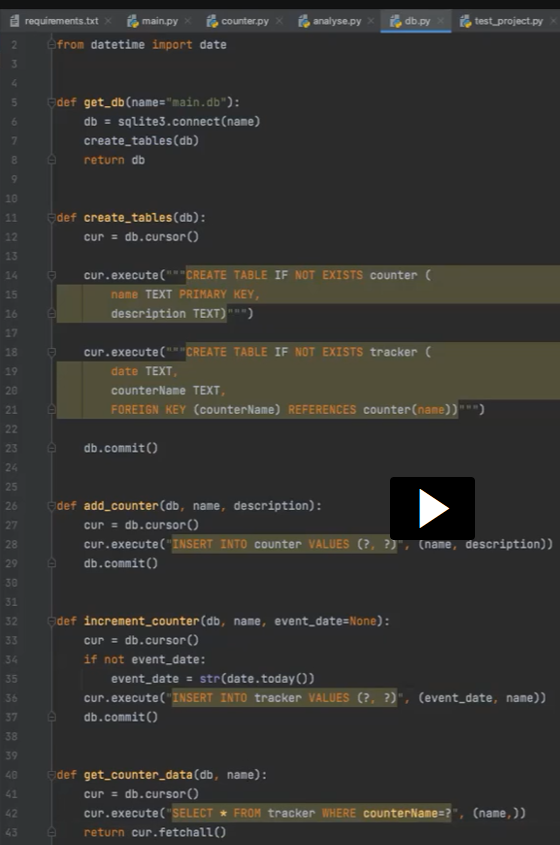 requirements.txt × main.py × counter.py × analyse.py × db.py × test_project.py ×
2 from datetime import date
3
4
5 def get_db(name="main.db"):
6 db = sqlite3.connect(name)
7 create_tables(db)
8 return db
9
10
11 def create_tables(db):
12 cur = db.cursor()
13
14 cur.execute("""CREATE TABLE IF NOT EXISTS counter (
15 name TEXT PRIMARY KEY,
16 description TEXT)""")
17
18 cur.execute("""CREATE TABLE IF NOT EXISTS tracker (
19 date TEXT,
20 counterName TEXT,
21 FOREIGN KEY (counterName) REFERENCES counter(name))""")
22
23 db.commit()
24
25
26 def add_counter(db, name, description):
27 cur = db.cursor()
28 cur.execute("INSERT INTO counter VALUES (?, ?)", (name, description))
29 db.commit()
30
31
32 def increment_counter(db, name, event_date=None):
33 cur = db.cursor()
34 if not event_date:
35 event_date = str(date.today())
36 cur.execute("INSERT INTO tracker VALUES (?, ?)", (event_date, name))
37 db.commit()
38
39
40 def get_counter_data(db, name):
41 cur = db.cursor()
42 cur.execute("SELECT * FROM tracker WHERE counterName=?", (name,))
43 return cur.fetchall()